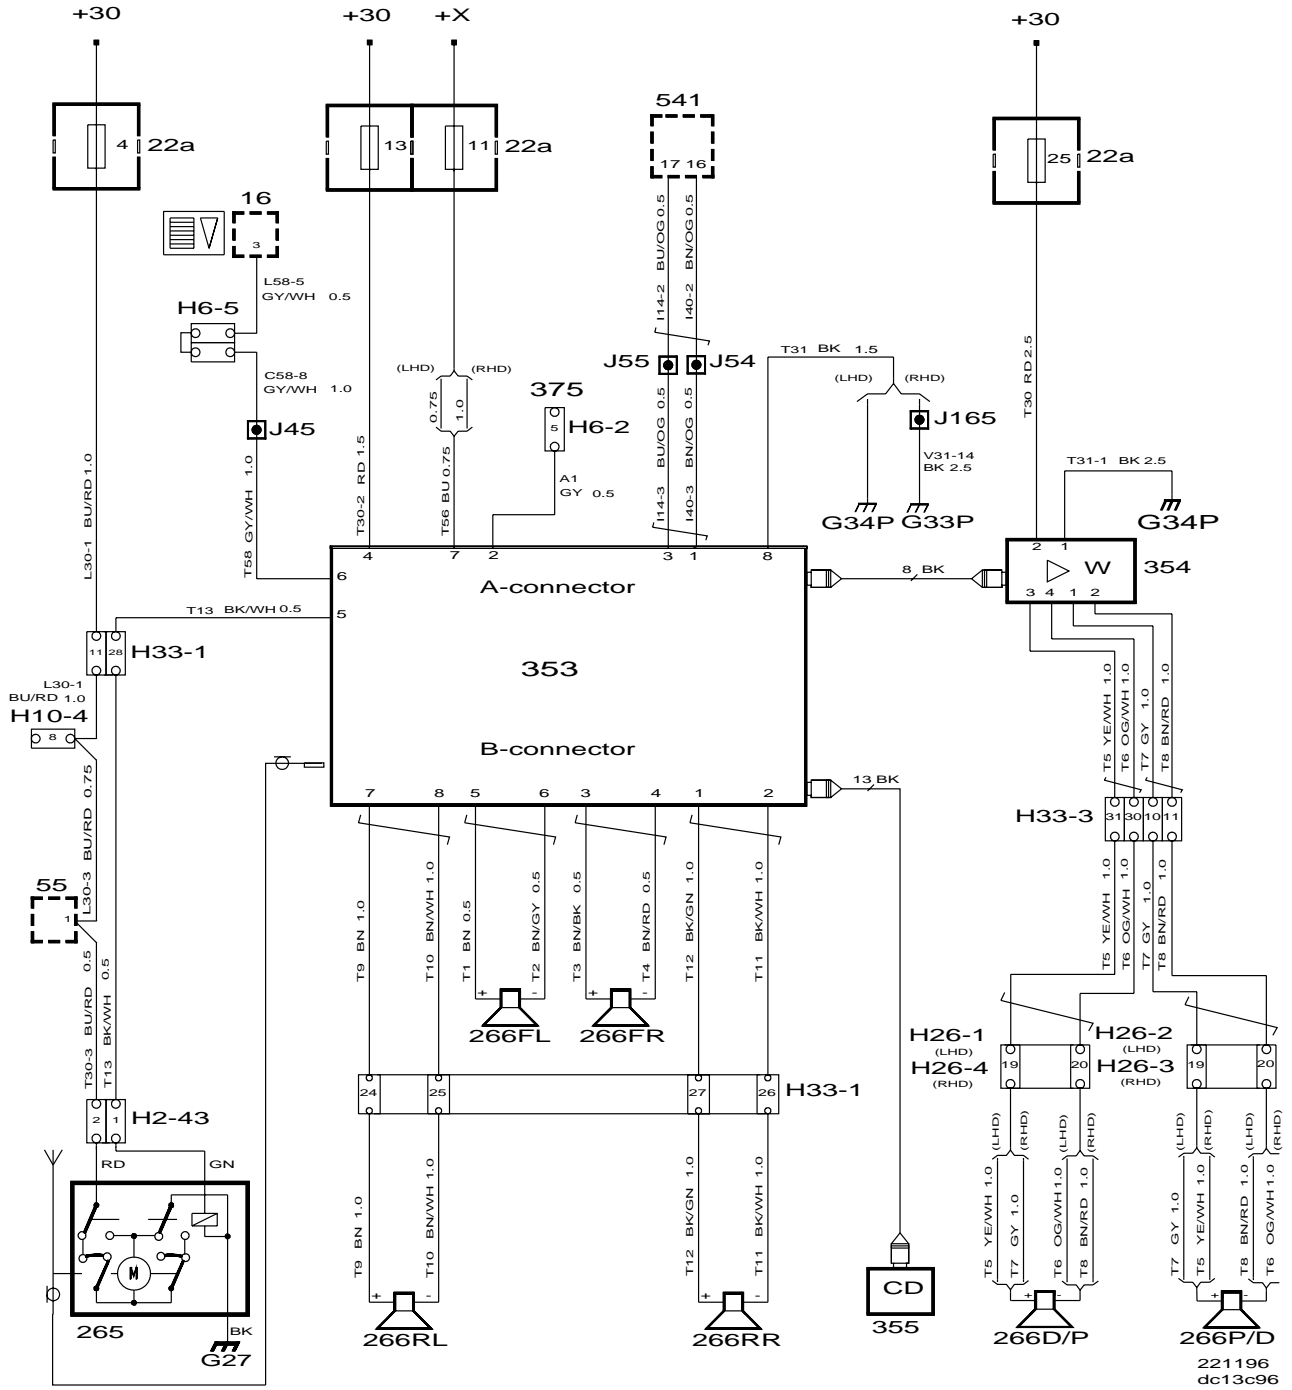 +30
+30
+X
+30
4
22a
13
11
22a
541
17 16
25
22a
16
3
L58-5
GY/WH 0.5
H6-5
C58-8
GY/WH 1.0
J45
T58 GY/WH 1.0
L30-1 BU/RD 1.0
T30-2 RD 1.5
(LHD)
(RHD)
0.75
1.0
T56 BU 0.75
375
5
H6-2
A1
GY 0.5
I14-2 BU/OG 0.5
I40-2 BN/OG 0.5
J55
J54
I14-3 BU/OG 0.5
I40-3 BN/OG 0.5
T31 BK 1.5
(LHD)
(RHD)
J165
V31-14
BK 2.5
G34P
G33P
T30 RD 2.5
T31-1 BK 2.5
G34P
4
7
2
3
1
8
6
5
A-connector
353
B-connector
8 BK
2
1
W
354
3
4
1
2
T13 BK/WH 0.5
11
28
H33-1
L30-1
BU/RD 1.0
H10-4
8
L30-3 BU/RD 0.75
55
1
T30-3 BU/RD 0.5
T13 BK/WH 0.5
2
1
H2-43
RD
GN
M
265
BK
G27
7
8
5
6
3
4
1
2
13 BK
T9 BN 1.0
T10 BN/WH 1.0
T1 BN 0.5
T2 BN/GY 0.5
T3 BN/BK 0.5
T4 BN/RD 0.5
T12 BK/GN 1.0
T11 BK/WH 1.0
+
-
266FL
+
-
266FR
24
25
27
26
H33-1
T9 BN 1.0
T10 BN/WH 1.0
T12 BK/GN 1.0
T11 BK/WH 1.0
+
-
266RL
+
-
266RR
CD
355
T5 YE/WH 1.0
T6 OG/WH 1.0
T7 GY 1.0
T8 BN/RD 1.0
H33-3
31
30
10
11
T5 YE/WH 1.0
T6 OG/WH 1.0
T7 GY 1.0
T8 BN/RD 1.0
H26-1
(LHD)
H26-4
(RHD)
19
20
H26-2
(LHD)
H26-3
(RHD)
19
20
(LHD)
(RHD)
(LHD)
(RHD)
(LHD)
(RHD)
(LHD)
(RHD)
T5 YE/WH 1.0
T7 GY 1.0
T6 OG/WH 1.0
T8 BN/RD 1.0
T7 GY 1.0
T5 YE/WH 1.0
T8 BN/RD 1.0
T6 OG/WH 1.0
+
-
266D/P
+
-
266P/D
221196
dc13c96